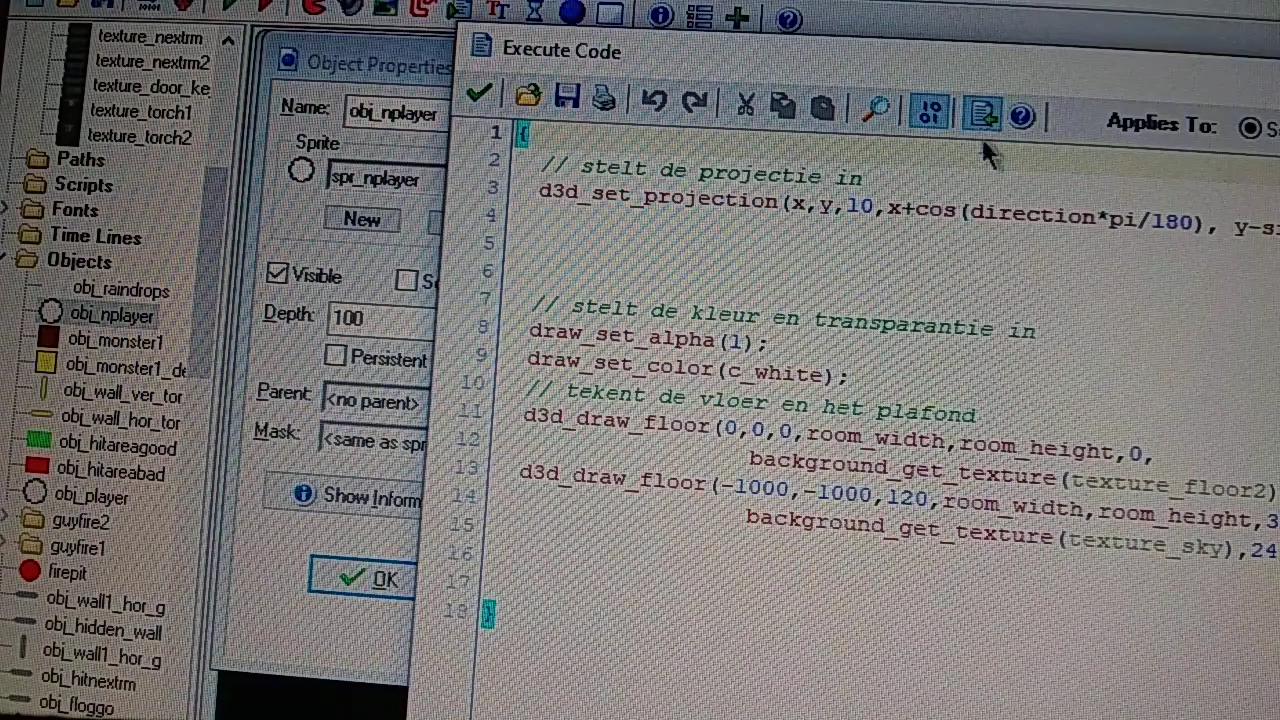 texture_nextrm
texture_nextrm2
texture_door_ke
texture_torch1
texture_torch2
Paths
Scripts
Fonts
Time Lines
Objects
obj_raindrops
obj_nplayer
obj_monster1
obj_monster1_de
obj_wall_ver_tor
obj_wall_hor_tor
obj_hitareagood
obj_hitareabad
obj_player
guyfire2
guyfire1
firepit
obj_wall1_hor_g
obj_hidden_wall
obj_wall1_hor_g
obj_hitnextrm
obj_floggo
Object Properties
Name: obj_nplayer
Sprite
spr_nplayer
New
Visible
Depth: 100
Persistent
Parent: <no parent>
Mask: <same as spr
Show Inform
OK
Execute Code
Applies To:
1 {
2 // stelt de projectie in
3 d3d_set_projection(x,y,10,x+cos(direction*pi/180), y-si
4
5
6
7 // stelt de kleur en transparantie in
8 draw_set_alpha(1);
9 draw_set_color(c_white);
10 // tekent de vloer en het plafond
11 d3d_draw_floor(0,0,0,room_width,room_height,0,
12 background_get_texture(texture_floor2)
13 d3d_draw_floor(-1000,-1000,120,room_width,room_height,3
14 background_get_texture(texture_sky),24
15
16
17
18 }